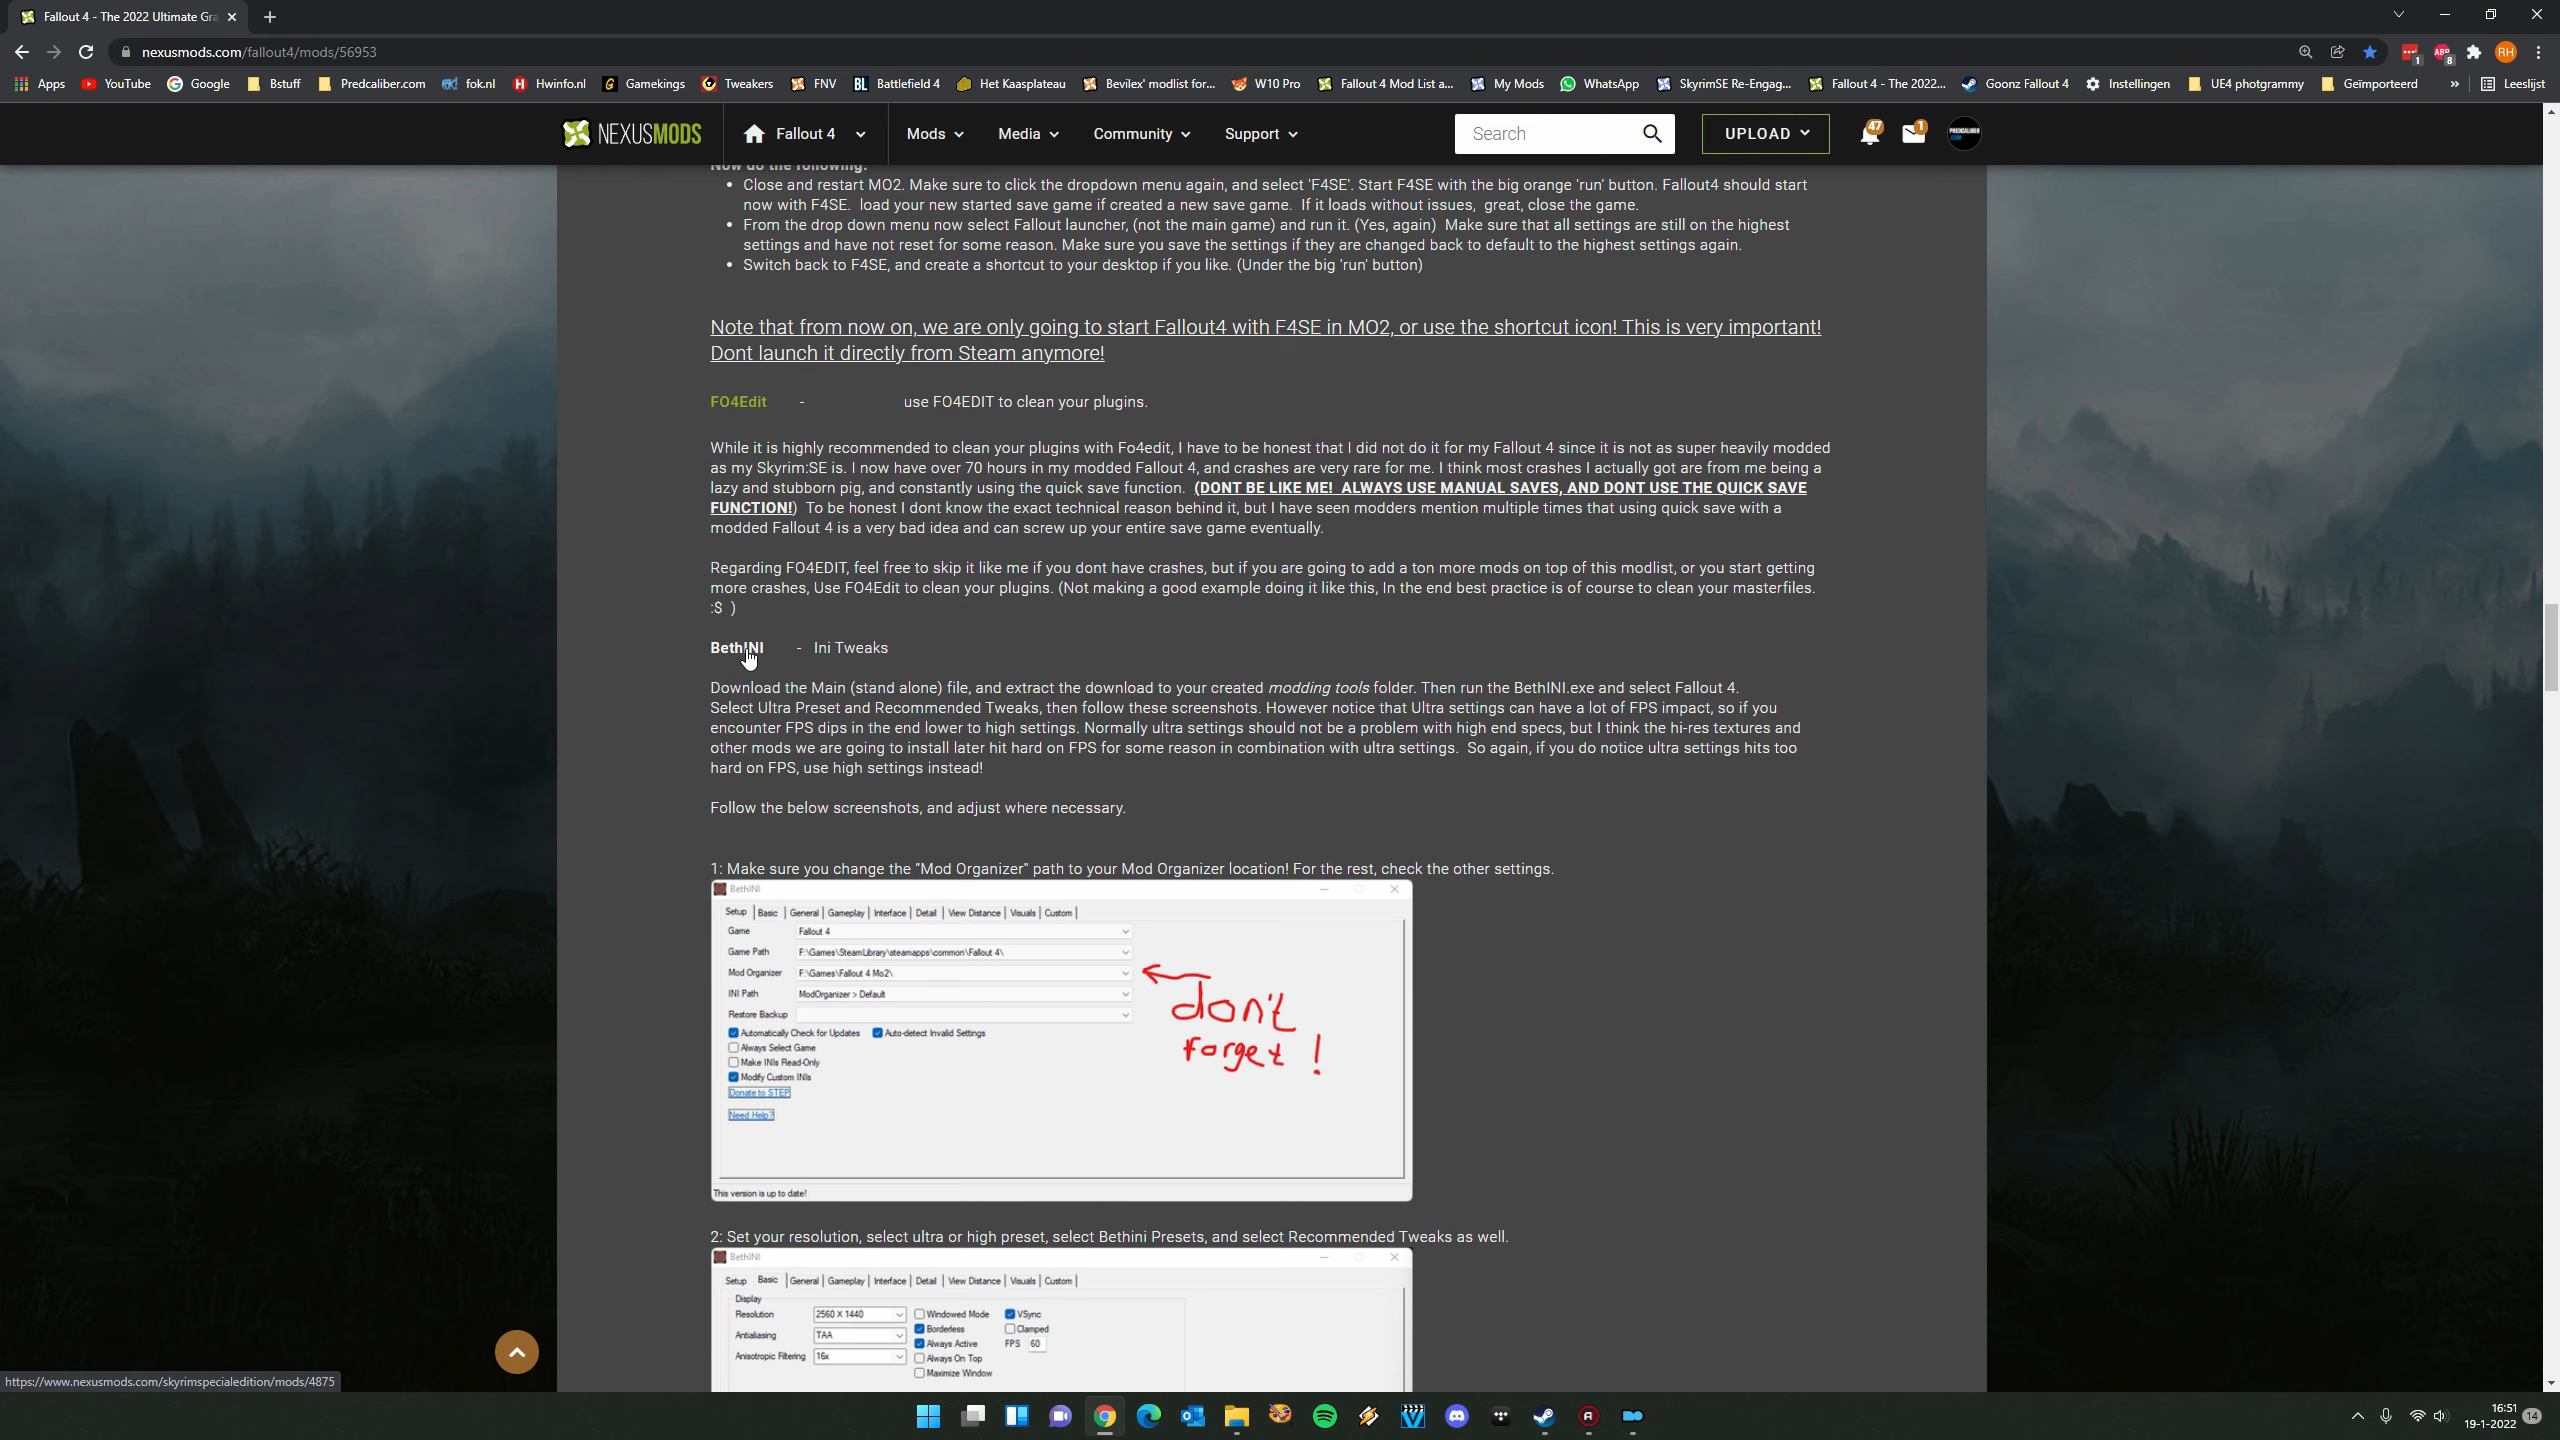 Fallout 4 - The 2022 Ultimate Gra
nexusmods.com/fallout4/mods/56953
1
ABP
8
RH
Apps
YouTube
Google
Bstuff
Predcaliber.com
fok.nl
Hwinfo.nl
Gamekings
Tweakers
FNV
Battlefield 4
Het Kaasplateau
Bevilex' modlist for...
W10 Pro
Fallout 4 Mod List a...
My Mods
WhatsApp
SkyrimSE Re-Engag...
Fallout 4 - The 2022...
Goonz Fallout 4
Instellingen
UE4 photgrammy
Geïmporteerd
»
Leeslijst
NEXUSMODS
Fallout 4
Mods
Media
Community
Support
Search
UPLOAD
47
1
Now do the following:
• Close and restart MO2. Make sure to click the dropdown menu again, and select 'F4SE'. Start F4SE with the big orange 'run' button. Fallout4 should start
now with F4SE. load your new started save game if created a new save game. If it loads without issues, great, close the game.
• From the drop down menu now select Fallout launcher, (not the main game) and run it. (Yes, again) Make sure that all settings are still on the highest
settings and have not reset for some reason. Make sure you save the settings if they are changed back to default to the highest settings again.
• Switch back to F4SE, and create a shortcut to your desktop if you like. (Under the big 'run' button)
Note that from now on, we are only going to start Fallout4 with F4SE in MO2, or use the shortcut icon! This is very important!
Dont launch it directly from Steam anymore!
FO4Edit - use FO4EDIT to clean your plugins.
While it is highly recommended to clean your plugins with Fo4edit, I have to be honest that I did not do it for my Fallout 4 since it is not as super heavily modded
as my Skyrim:SE is. I now have over 70 hours in my modded Fallout 4, and crashes are very rare for me. I think most crashes I actually got are from me being a
lazy and stubborn pig, and constantly using the quick save function. (DONT BE LIKE ME! ALWAYS USE MANUAL SAVES, AND DONT USE THE QUICK SAVE
FUNCTION!) To be honest I dont know the exact technical reason behind it, but I have seen modders mention multiple times that using quick save with a
modded Fallout 4 is a very bad idea and can screw up your entire save game eventually.
Regarding FO4EDIT, feel free to skip it like me if you dont have crashes, but if you are going to add a ton more mods on top of this modlist, or you start getting
more crashes, Use FO4Edit to clean your plugins. (Not making a good example doing it like this, In the end best practice is of course to clean your masterfiles.
:$ )
BethINI - Ini Tweaks
Download the Main (stand alone) file, and extract the download to your created modding tools folder. Then run the BethINI.exe and select Fallout 4.
Select Ultra Preset and Recommended Tweaks, then follow these screenshots. However notice that Ultra settings can have a lot of FPS impact, so if you
encounter FPS dips in the end lower to high settings. Normally ultra settings should not be a problem with high end specs, but I think the hi-res textures and
other mods we are going to install later hit hard on FPS for some reason in combination with ultra settings. So again, if you do notice ultra settings hits too
hard on FPS, use high settings instead!
Follow the below screenshots, and adjust where necessary.
1: Make sure you change the "Mod Organizer" path to your Mod Organizer location! For the rest, check the other settings.
BethINI
Setup Basic General Gameplay Interface Detail View Distance Visuals Custom
Game Fallout 4
Game Path F:\Games\SteamLibrary\steamapps\common\Fallout 4\
Mod Organizer F:\Games\Fallout 4 Mo2\
INI Path ModOrganizer > Default
Restore Backup
Automatically Check for Updates Auto-detect Invalid Settings
Always Select Game
Make INIs Read-Only
Modify Custom INIs
Donate to STEP
Need Help?
don't
forget !
This version is up to date!
2: Set your resolution, select ultra or high preset, select Bethini Presets, and select Recommended Tweaks as well.
BethINI
Setup Basic General Gameplay Interface Detail View Distance Visuals Custom
Display
Resolution 2560 X 1440 Windowed Mode VSync
Borderless Clamped
Antialiasing TAA Always Active FPS 60
Anisotropic Filtering 16x Always On Top
Maximize Window
https://www.nexusmods.com/skyrimspecialedition/mods/4875
16:51
19-1-2022
14